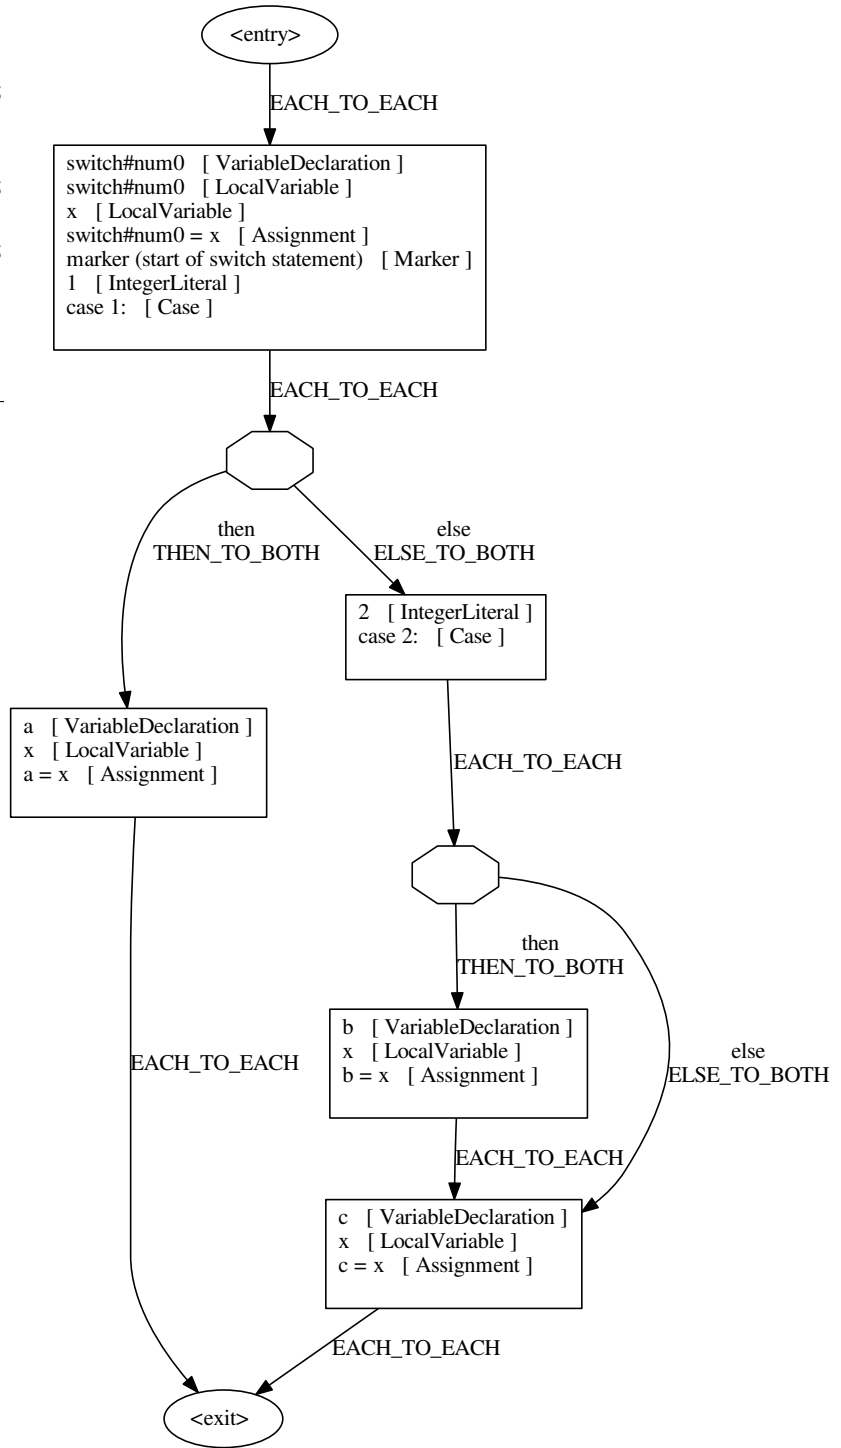 <entry>
EACH_TO_EACH
switch#num0 [ VariableDeclaration ]
switch#num0 [ LocalVariable ]
x [ LocalVariable ]
switch#num0 = x [ Assignment ]
marker (start of switch statement) [ Marker ]
1 [ IntegerLiteral ]
case 1: [ Case ]
EACH_TO_EACH
then
THEN_TO_BOTH
else
ELSE_TO_BOTH
2 [ IntegerLiteral ]
case 2: [ Case ]
a [ VariableDeclaration ]
x [ LocalVariable ]
a = x [ Assignment ]
EACH_TO_EACH
then
THEN_TO_BOTH
b [ VariableDeclaration ]
x [ LocalVariable ]
b = x [ Assignment ]
else
ELSE_TO_BOTH
EACH_TO_EACH
EACH_TO_EACH
c [ VariableDeclaration ]
x [ LocalVariable ]
c = x [ Assignment ]
EACH_TO_EACH
<exit>